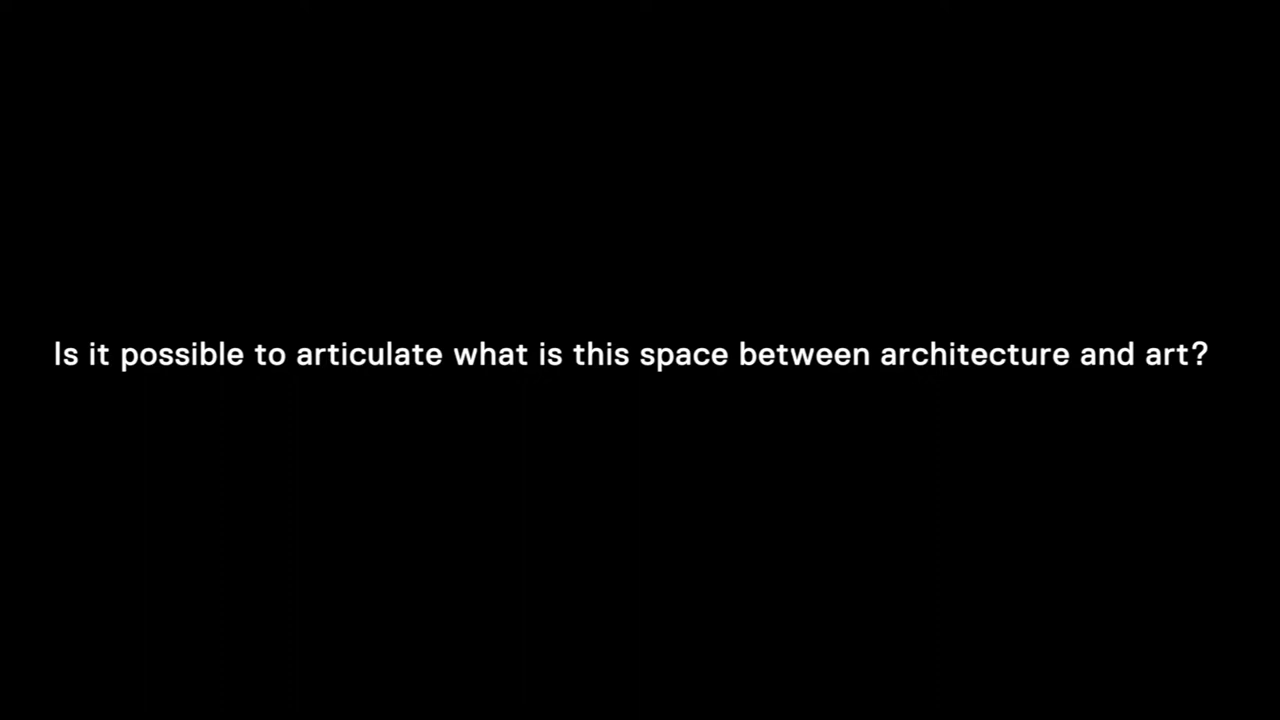 Is it possible to articulate what is this space between architecture and art?